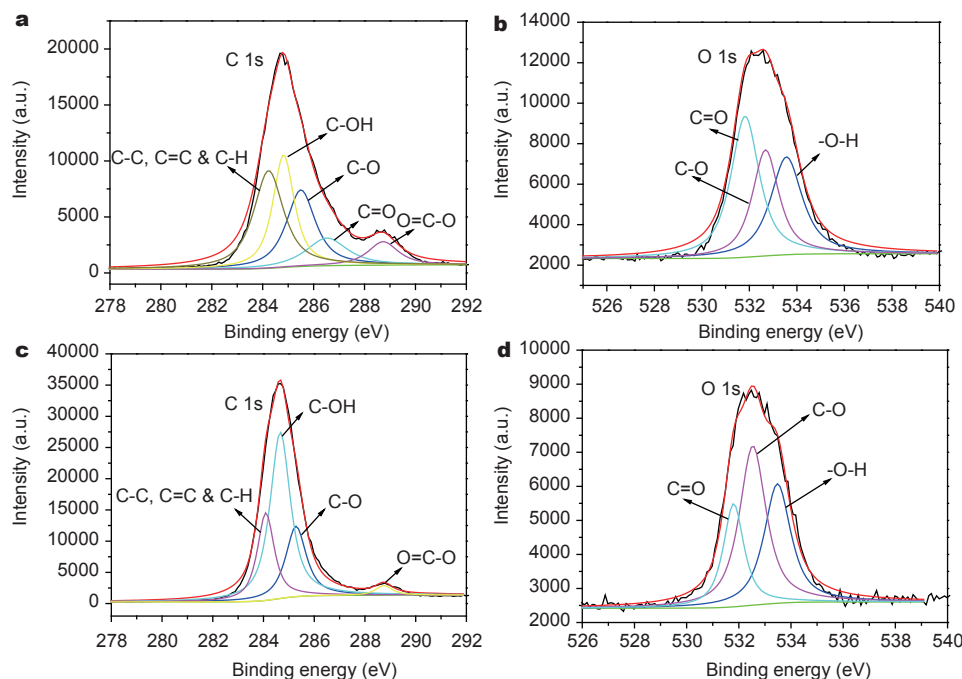 a
20000
15000
10000
5000
0
Intensity (a.u.)
C 1s
C-OH
C-C, C=C & C-H
C-O
C=O
O=C-O
278 280 282 284 286 288 290 292
Binding energy (eV)
b
14000
12000
10000
8000
6000
4000
2000
Intensity (a.u.)
O 1s
C=O
C-O
-O-H
526 528 530 532 534 536 538 540
Binding energy (eV)
c
40000
35000
30000
25000
20000
15000
10000
5000
0
Intensity (a.u.)
C 1s
C-OH
C-C, C=C & C-H
C-O
O=C-O
278 280 282 284 286 288 290 292
Binding energy (eV)
d
10000
9000
8000
7000
6000
5000
4000
3000
2000
Intensity (a.u.)
O 1s
C-O
C=O
-O-H
526 528 530 532 534 536 538 540
Binding energy (eV)